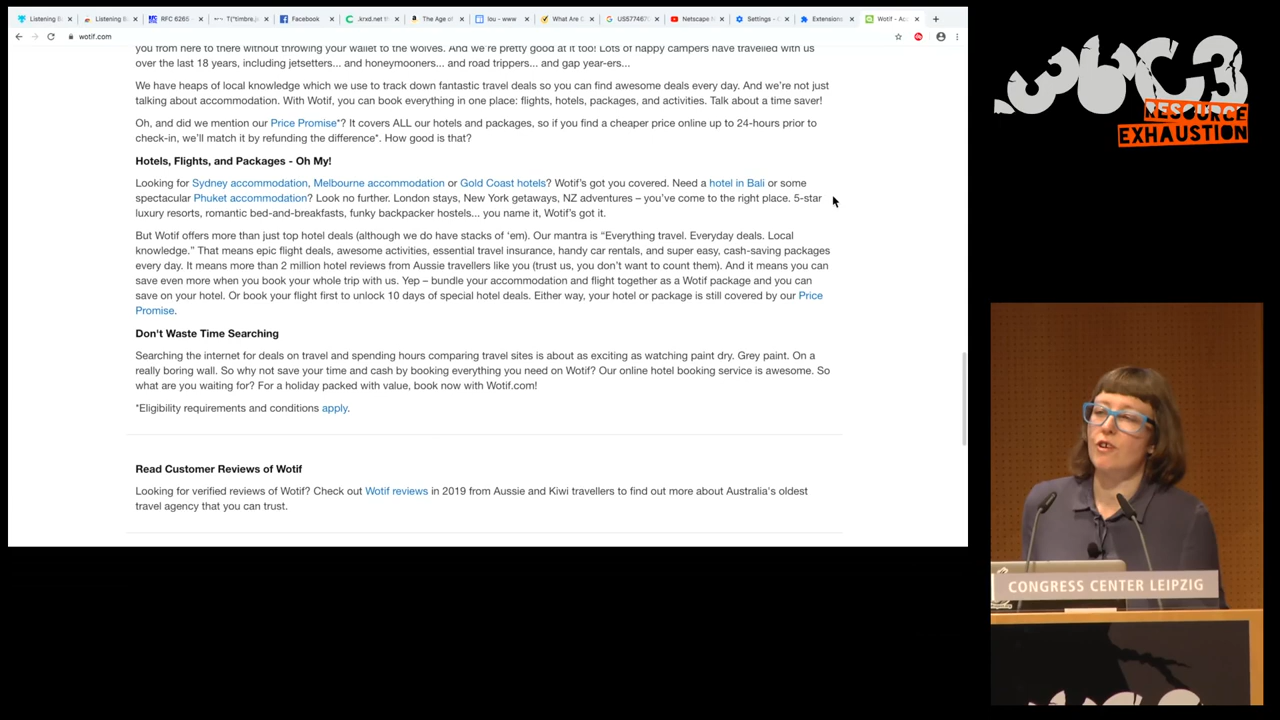 Listening B
Listening B
RFC 6265
T("timbre.j
Facebook
.krxd.net th
The Age of
lou - www
What Are C
US577467
Netscape N
Settings - C
Extensions
Wotif - Ac
wotif.com
you from here to there without throwing your wallet to the wolves. And we're pretty good at it too! Lots of happy campers have travelled with us
over the last 18 years, including jetsetters... and honeymooners... and road trippers... and gap year-ers...
We have heaps of local knowledge which we use to track down fantastic travel deals so you can find awesome deals every day. And we're not just
talking about accommodation. With Wotif, you can book everything in one place: flights, hotels, packages, and activities. Talk about a time saver!
Oh, and did we mention our Price Promise*? It covers ALL our hotels and packages, so if you find a cheaper price online up to 24-hours prior to
check-in, we'll match it by refunding the difference*. How good is that?
Hotels, Flights, and Packages - Oh My!
Looking for Sydney accommodation, Melbourne accommodation or Gold Coast hotels? Wotif's got you covered. Need a hotel in Bali or some
spectacular Phuket accommodation? Look no further. London stays, New York getaways, NZ adventures – you've come to the right place. 5-star
luxury resorts, romantic bed-and-breakfasts, funky backpacker hostels... you name it, Wotif's got it.
But Wotif offers more than just top hotel deals (although we do have stacks of 'em). Our mantra is "Everything travel. Everyday deals. Local
knowledge." That means epic flight deals, awesome activities, essential travel insurance, handy car rentals, and super easy, cash-saving packages
every day. It means more than 2 million hotel reviews from Aussie travellers like you (trust us, you don't want to count them). And it means you can
save even more when you book your whole trip with us. Yep – bundle your accommodation and flight together as a Wotif package and you can
save on your hotel. Or book your flight first to unlock 10 days of special hotel deals. Either way, your hotel or package is still covered by our Price
Promise.
Don't Waste Time Searching
Searching the internet for deals on travel and spending hours comparing travel sites is about as exciting as watching paint dry. Grey paint. On a
really boring wall. So why not save your time and cash by booking everything you need on Wotif? Our online hotel booking service is awesome. So
what are you waiting for? For a holiday packed with value, book now with Wotif.com!
*Eligibility requirements and conditions apply.
Read Customer Reviews of Wotif
Looking for verified reviews of Wotif? Check out Wotif reviews in 2019 from Aussie and Kiwi travellers to find out more about Australia's oldest
travel agency that you can trust.
36C3
RESOURCE
EXHAUSTION
CONGRESS CENTER LEIPZIG